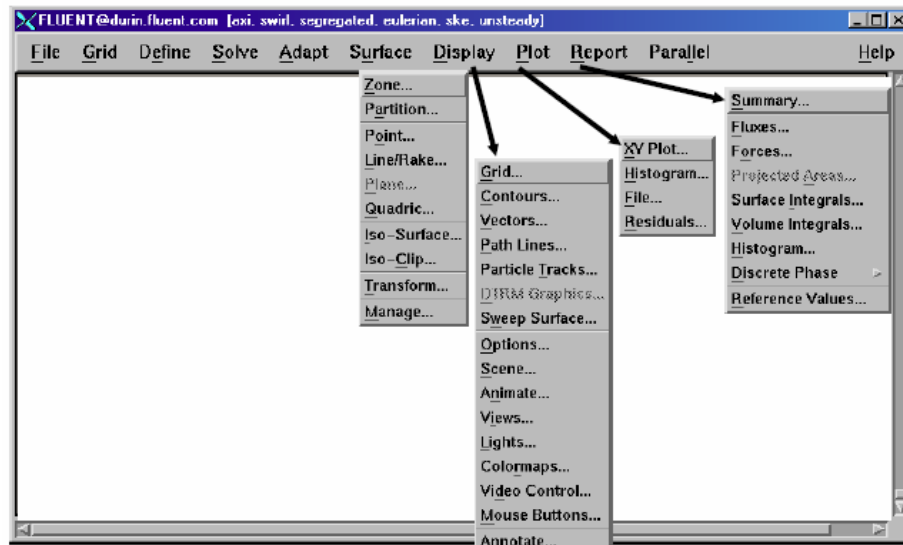 FLUENT@durin.fluent.com [axi, swirl, segregated, eulerian, ske, unsteady]
File Grid Define Solve Adapt Surface Display Plot Report Parallel Help
Zone...
Partition...
Point...
Line/Rake...
Plane...
Quadric...
Iso-Surface...
Iso-Clip...
Transform...
Manage...
Grid...
Contours...
Vectors...
Path Lines...
Particle Tracks...
DTRM Graphics...
Sweep Surface...
Options...
Scene...
Animate...
Views...
Lights...
Colormaps...
Video Control...
Mouse Buttons...
Annotate...
XY Plot...
Histogram...
File...
Residuals...
Summary...
Fluxes...
Forces...
Projected Areas...
Surface Integrals...
Volume Integrals...
Histogram...
Discrete Phase
Reference Values...